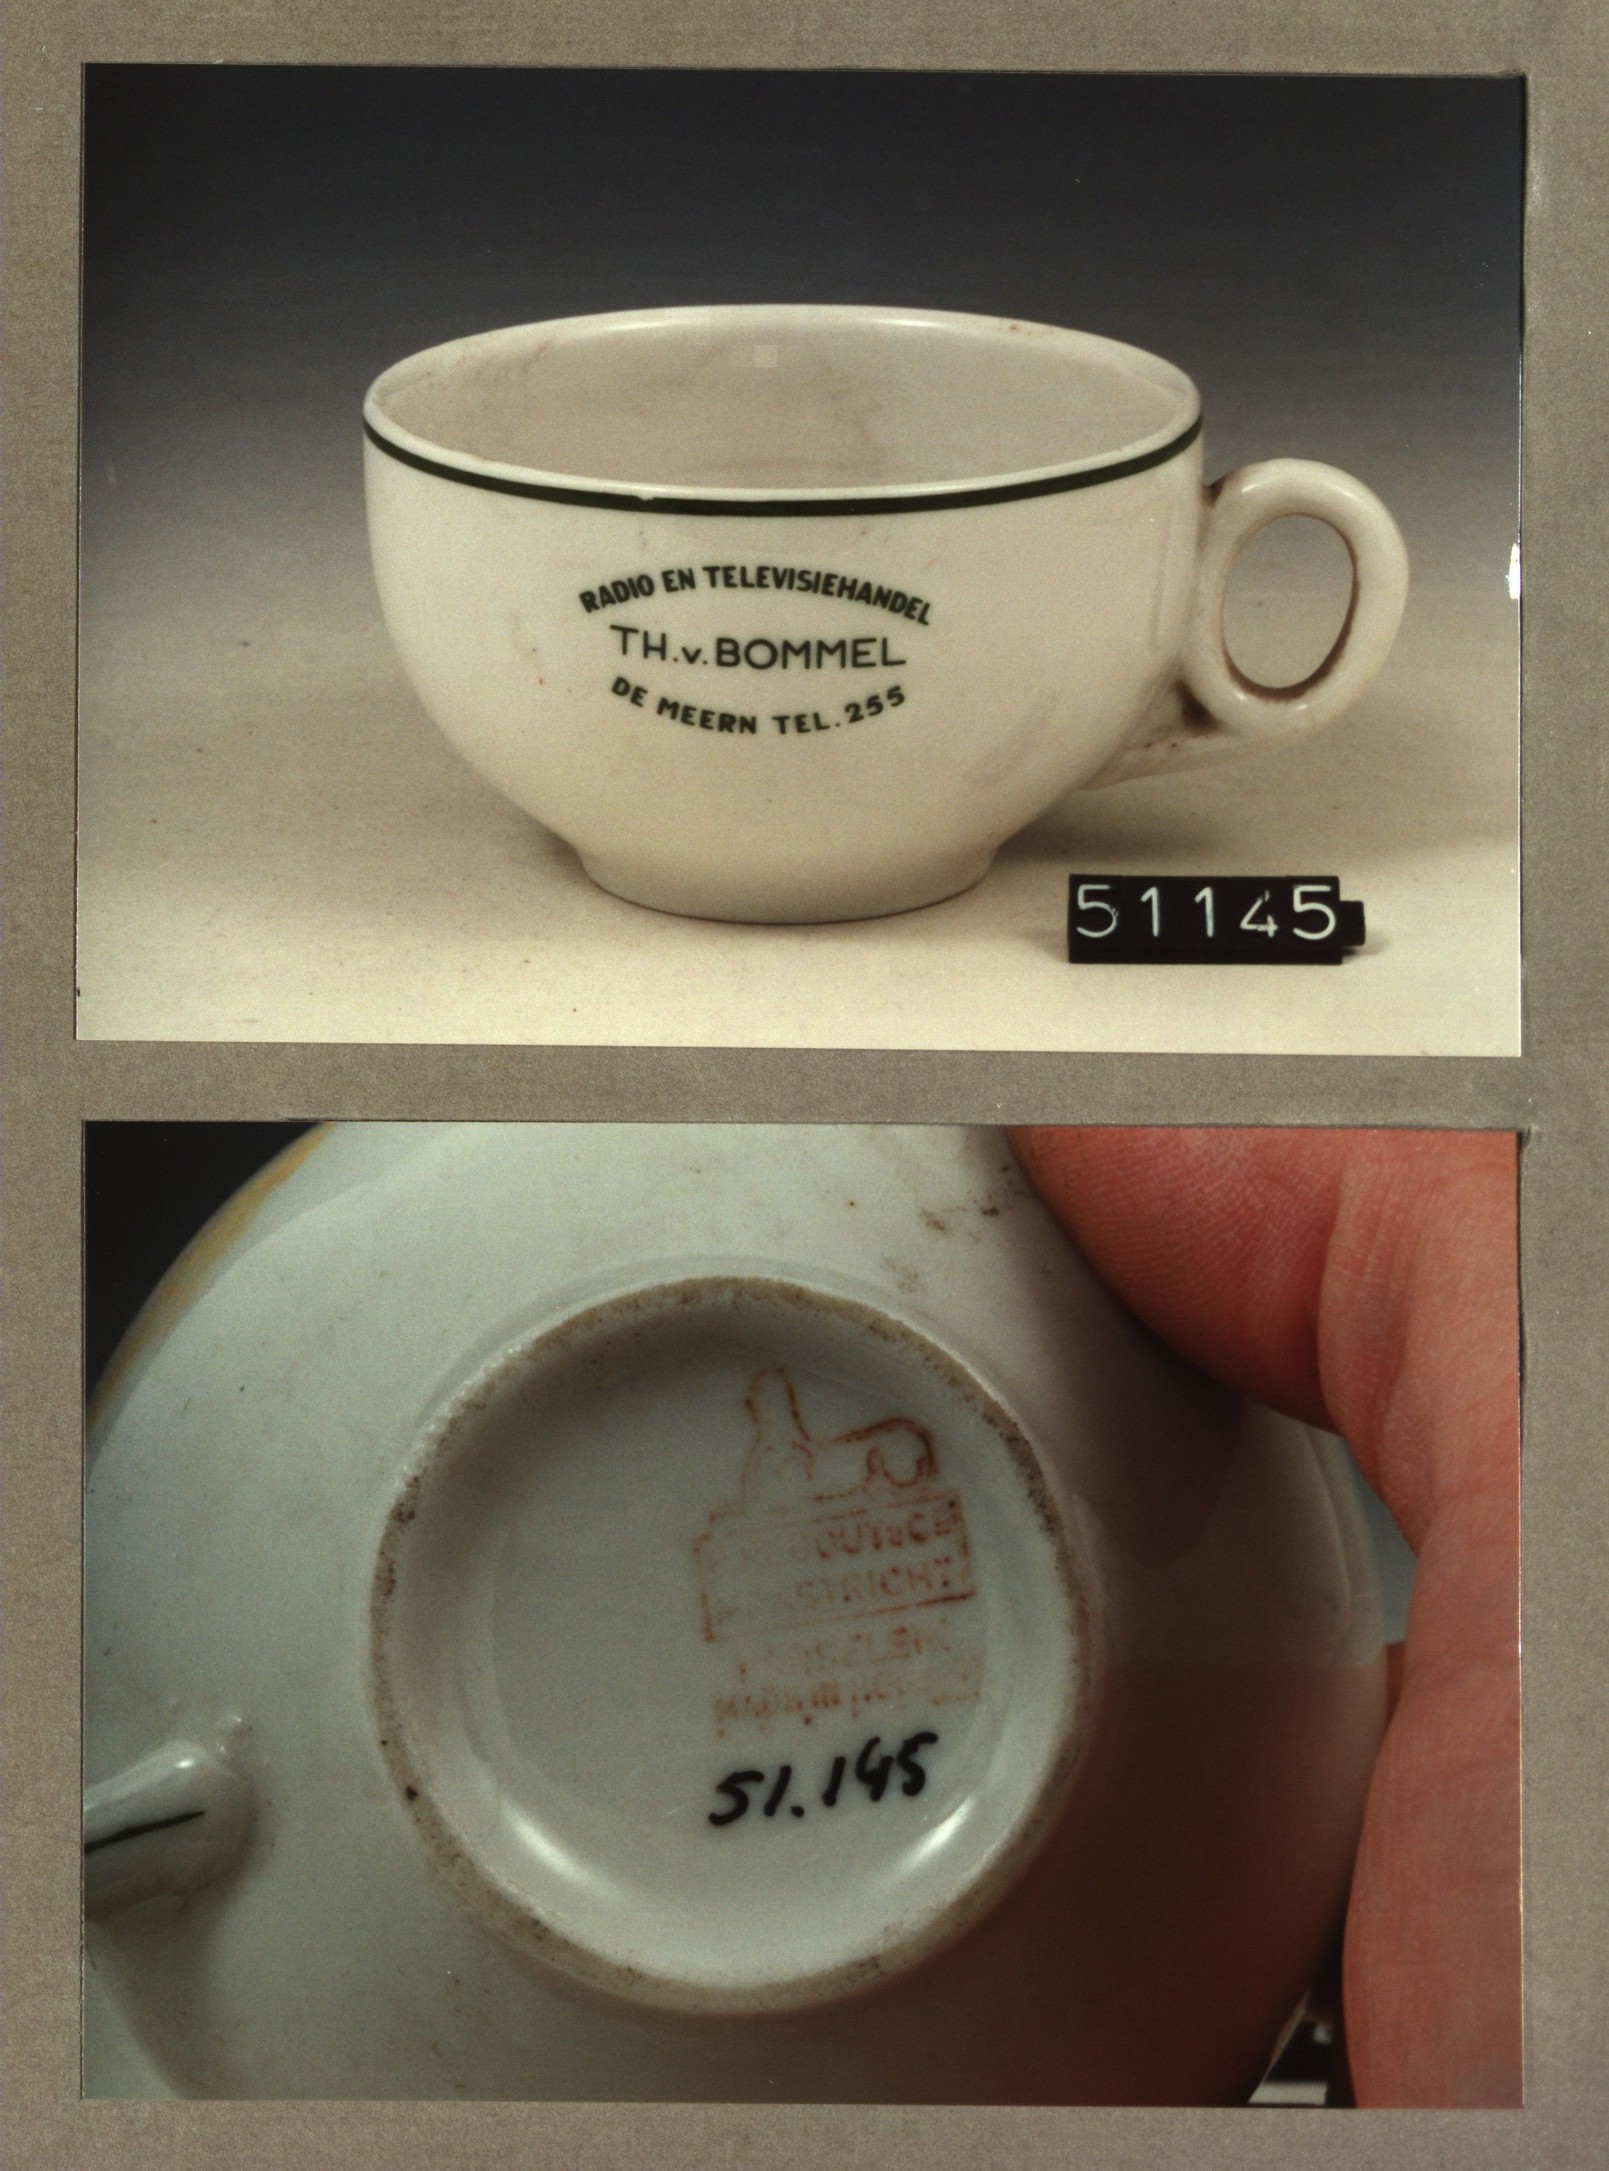 RADIO EN TELEVISIEHANDEL
TH.v.BOMMEL
DE MEERN TEL.255
51145
51.145